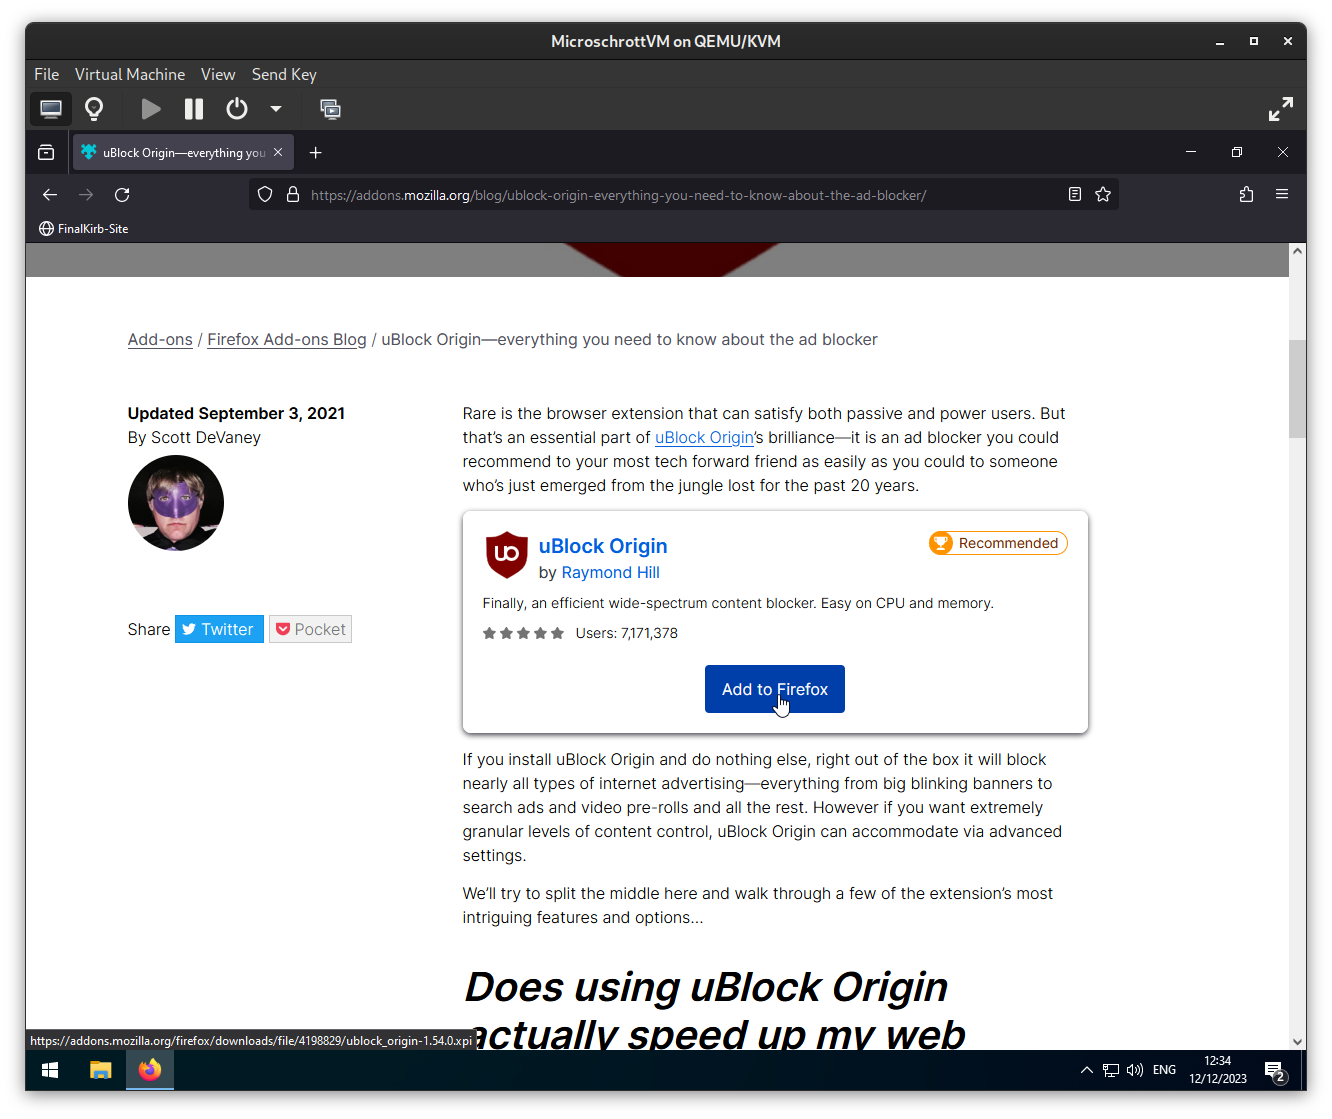 MicroschrottVM on QEMU/KVM
File Virtual Machine View Send Key
uBlock Origin—everything you
https://addons.mozilla.org/blog/ublock-origin-everything-you-need-to-know-about-the-ad-blocker/
FinalKirb-Site
Add-ons / Firefox Add-ons Blog / uBlock Origin—everything you need to know about the ad blocker
Updated September 3, 2021
By Scott DeVaney
Share Twitter Pocket
Rare is the browser extension that can satisfy both passive and power users. But
that’s an essential part of uBlock Origin’s brilliance—it is an ad blocker you could
recommend to your most tech forward friend as easily as you could to someone
who’s just emerged from the jungle lost for the past 20 years.
uo
uBlock Origin
Recommended
by Raymond Hill
Finally, an efficient wide-spectrum content blocker. Easy on CPU and memory.
Users: 7,171,378
Add to Firefox
If you install uBlock Origin and do nothing else, right out of the box it will block
nearly all types of internet advertising—everything from big blinking banners to
search ads and video pre-rolls and all the rest. However if you want extremely
granular levels of content control, uBlock Origin can accommodate via advanced
settings.
We’ll try to split the middle here and walk through a few of the extension’s most
intriguing features and options…
Does using uBlock Origin
actually speed up my web
https://addons.mozilla.org/firefox/downloads/file/4198829/ublock_origin-1.54.0.xpi
ENG
12:34
12/12/2023
2